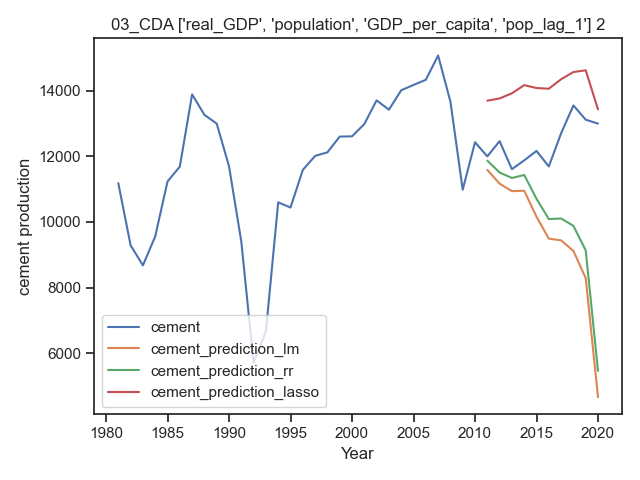 03_CDA ['real_GDP', 'population', 'GDP_per_capita', 'pop_lag_1'] 2
14000
12000
10000
8000
6000
cement production
cement
cement_prediction_lm
cement_prediction_rr
cement_prediction_lasso
1980 1985 1990 1995 2000 2005 2010 2015 2020
Year